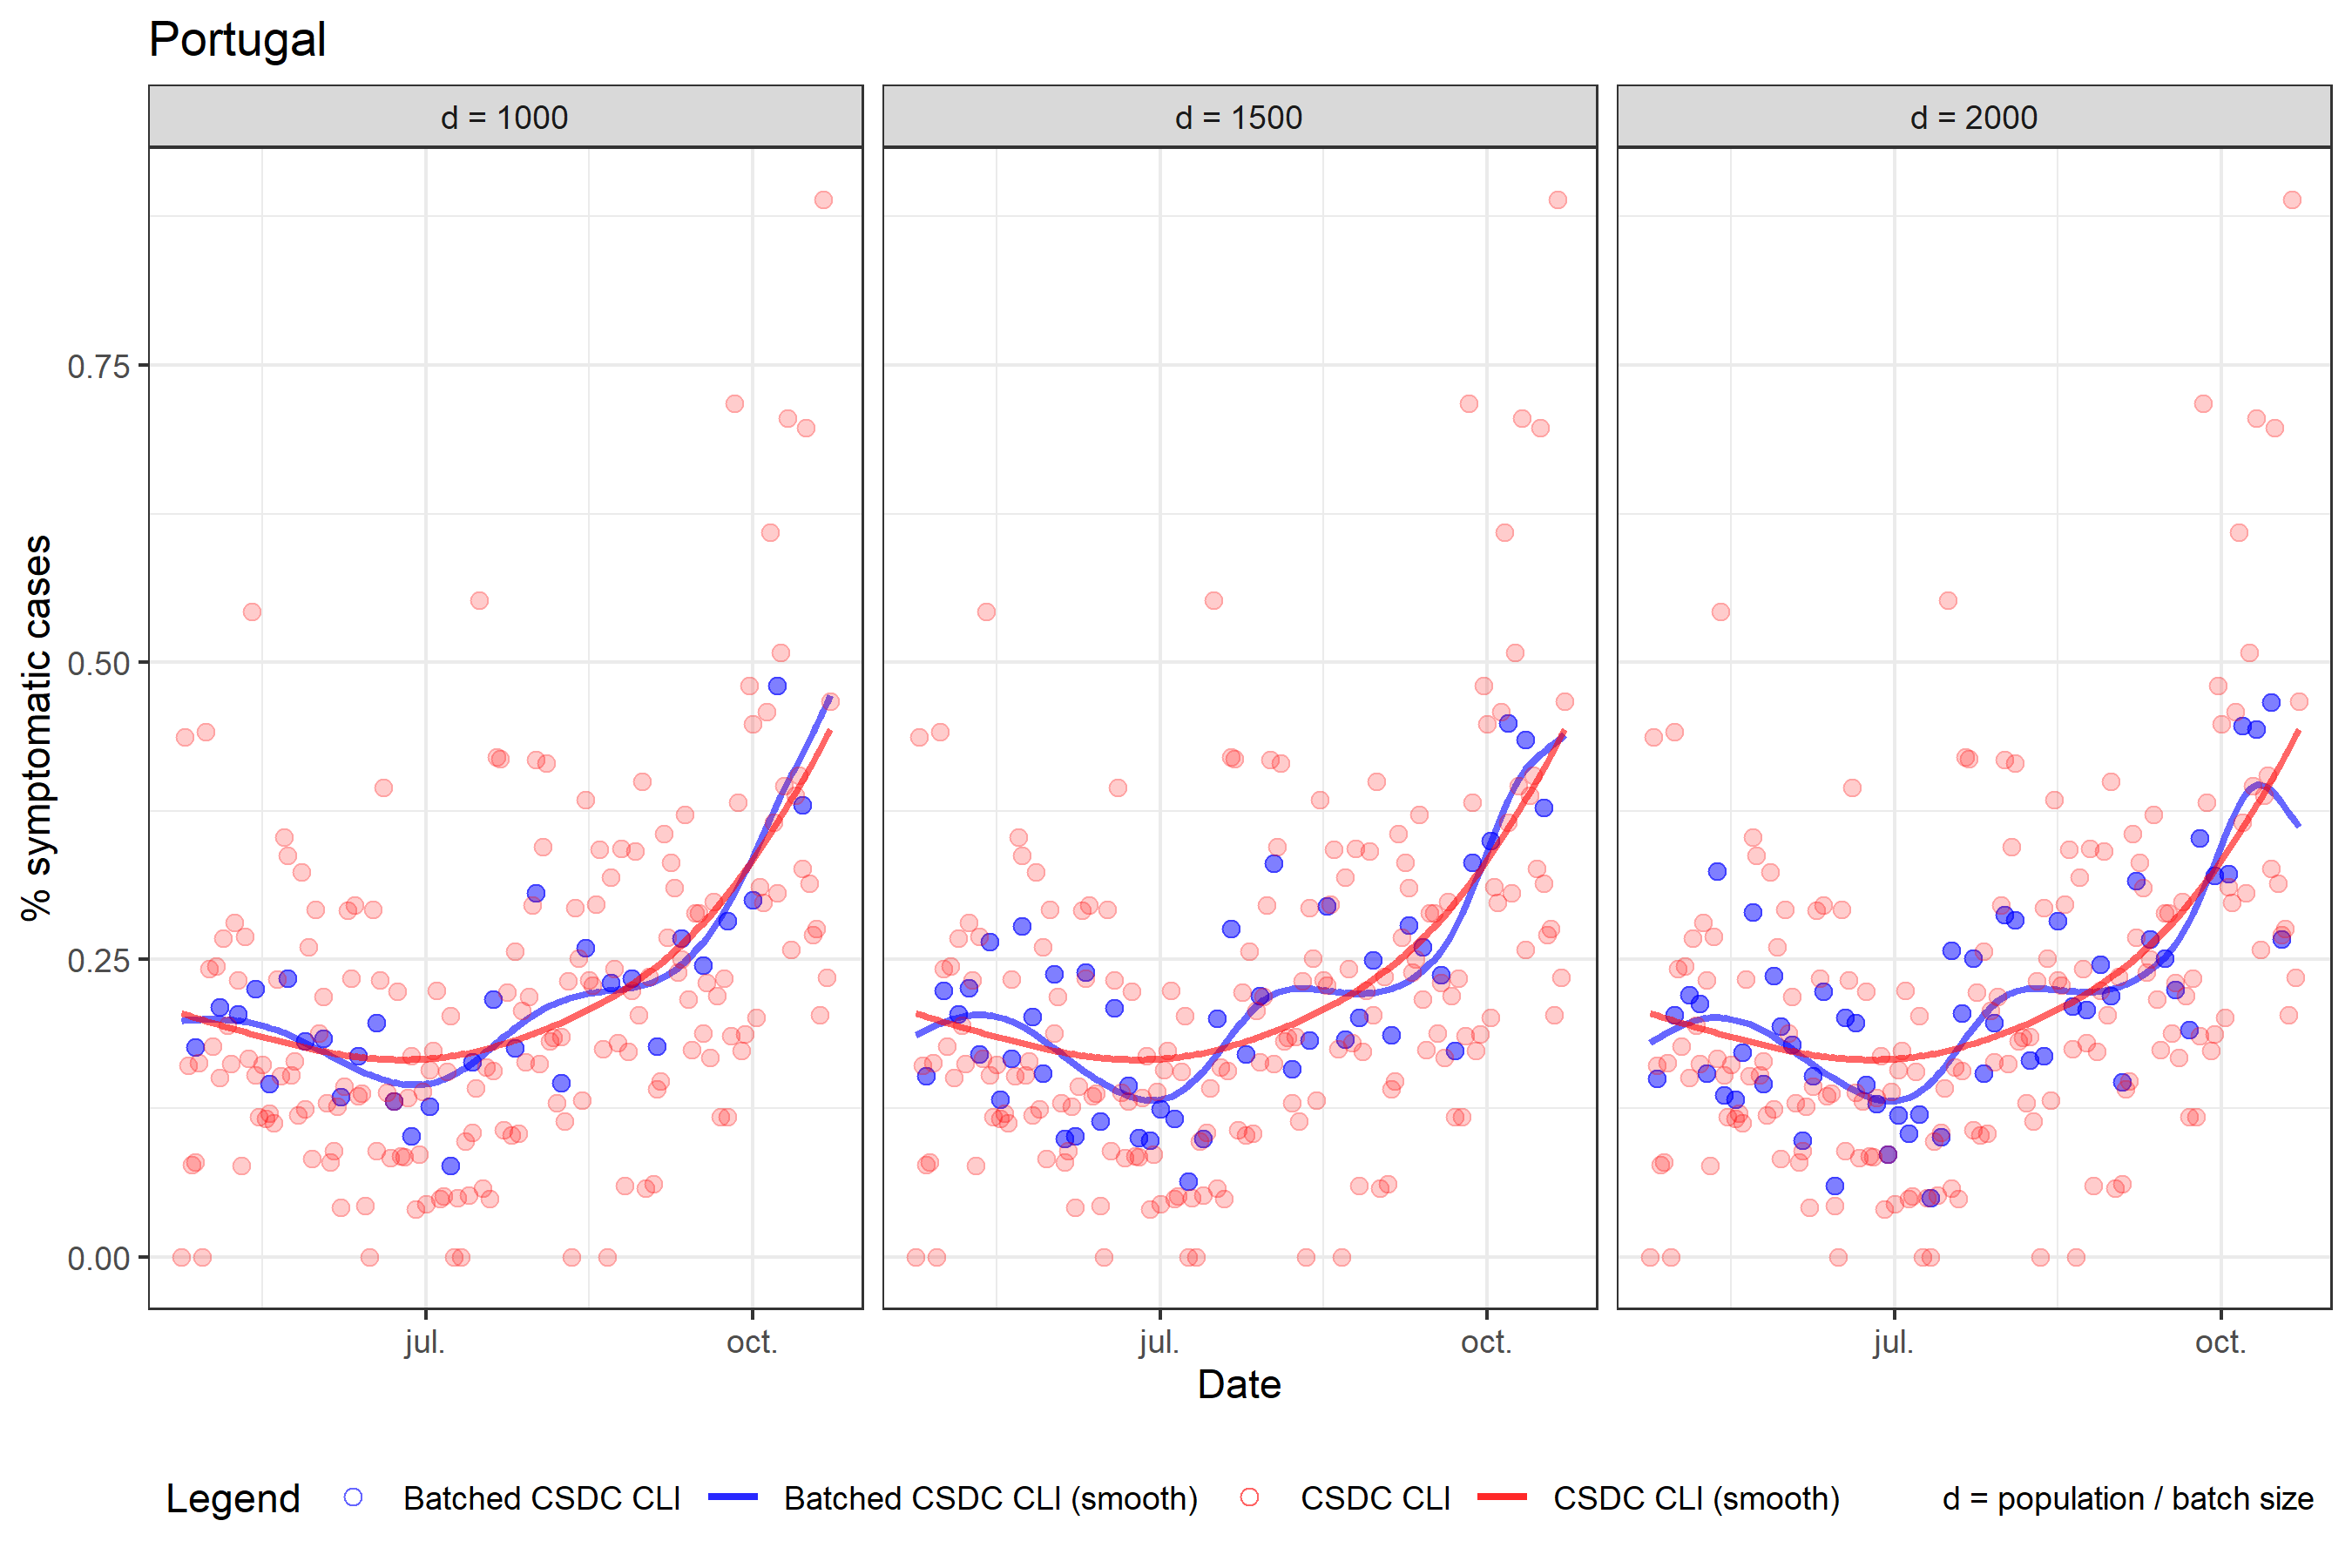 Portugal
d = 1000
d = 1500
d = 2000
% symptomatic cases
0.75
0.50
0.25
0.00
jul.
oct.
jul.
oct.
jul.
oct.
Date
Legend Batched CSDC CLI Batched CSDC CLI (smooth) CSDC CLI CSDC CLI (smooth) d = population / batch size